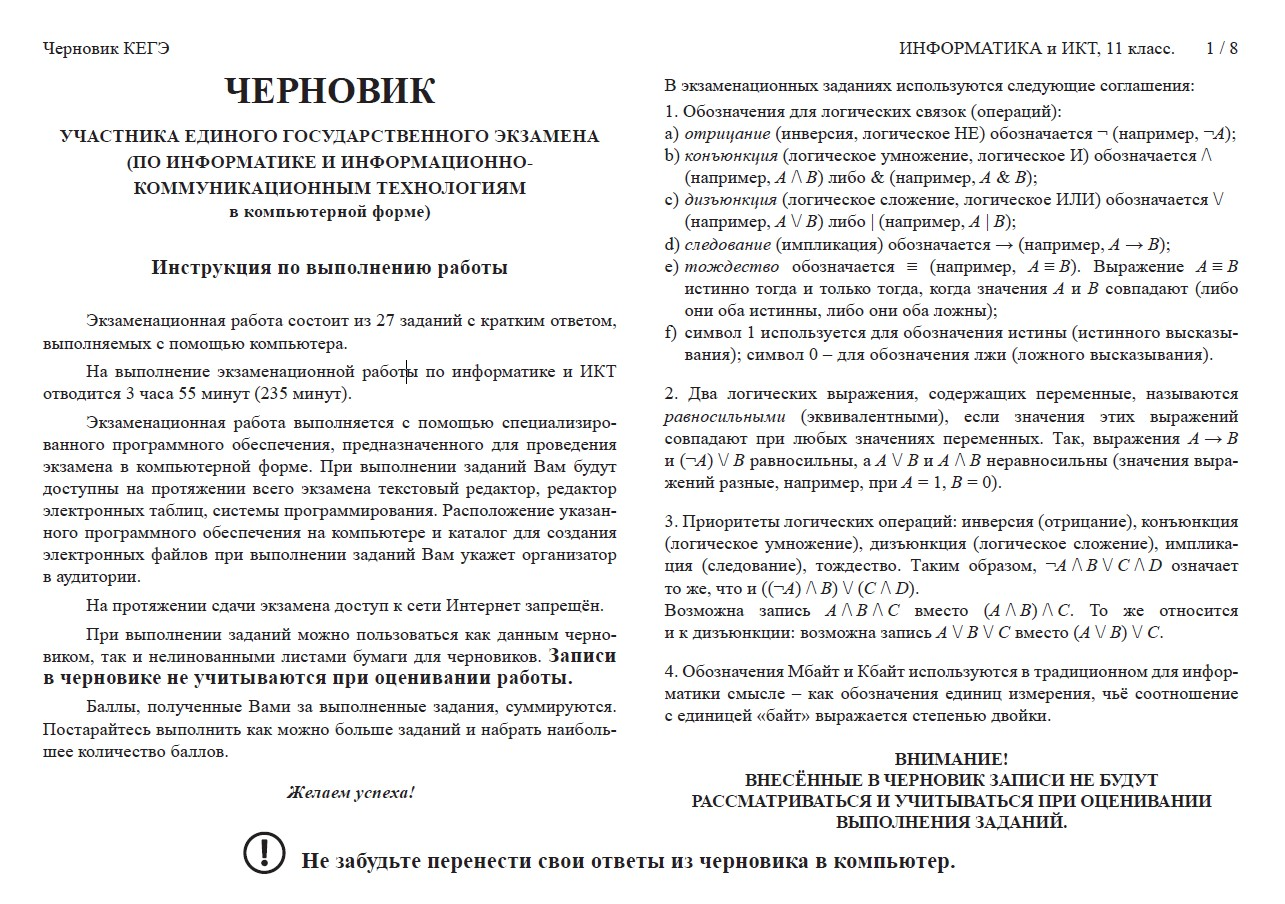 Черновик КЕГЭ
ИНФОРМАТИКА и ИКТ, 11 класс. 1 / 8
ЧЕРНОВИК
УЧАСТНИКА ЕДИНОГО ГОСУДАРСТВЕННОГО ЭКЗАМЕНА
(ПО ИНФОРМАТИКЕ И ИНФОРМАЦИОННО-
КОММУНИКАЦИОННЫМ ТЕХНОЛОГИЯМ
в компьютерной форме)
Инструкция по выполнению работы
Экзаменационная работа состоит из 27 заданий с кратким ответом,
выполняемых с помощью компьютера.
На выполнение экзаменационной работы по информатике и ИКТ
отводится 3 часа 55 минут (235 минут).
Экзаменационная работа выполняется с помощью специализиро-
ванного программного обеспечения, предназначенного для проведения
экзамена в компьютерной форме. При выполнении заданий Вам будут
доступны на протяжении всего экзамена текстовый редактор, редактор
электронных таблиц, системы программирования. Расположение указан-
ного программного обеспечения на компьютере и каталог для создания
электронных файлов при выполнении заданий Вам укажет организатор
в аудитории.
На протяжении сдачи экзамена доступ к сети Интернет запрещён.
При выполнении заданий можно пользоваться как данным черно-
виком, так и нелинованными листами бумаги для черновиков. Записи
в черновике не учитываются при оценивании работы.
Баллы, полученные Вами за выполненные задания, суммируются.
Постарайтесь выполнить как можно больше заданий и набрать наиболь-
шее количество баллов.
Желаем успеха!
В экзаменационных заданиях используются следующие соглашения:
1. Обозначения для логических связок (операций):
a) отрицание (инверсия, логическое НЕ) обозначается ¬ (например, ¬A);
b) конъюнкция (логическое умножение, логическое И) обозначается /\
(например, A /\ B) либо & (например, A & B);
c) дизъюнкция (логическое сложение, логическое ИЛИ) обозначается \/
(например, A \/ B) либо | (например, A | B);
d) следование (импликация) обозначается → (например, A → B);
e) тождество обозначается ≡ (например, A ≡ B). Выражение A ≡ B
истинно тогда и только тогда, когда значения A и B совпадают (либо
они оба истинны, либо они оба ложны);
f) символ 1 используется для обозначения истины (истинного высказы-
вания); символ 0 – для обозначения лжи (ложного высказывания).
2. Два логических выражения, содержащих переменные, называются
равносильными (эквивалентными), если значения этих выражений
совпадают при любых значениях переменных. Так, выражения A → B
и (¬A) \/ B равносильны, а A \/ B и A /\ B неравносильны (значения выра-
жений разные, например, при A = 1, B = 0).
3. Приоритеты логических операций: инверсия (отрицание), конъюнкция
(логическое умножение), дизъюнкция (логическое сложение), имплика-
ция (следование), тождество. Таким образом, ¬A /\ B \/ C /\ D означает
то же, что и ((¬A) /\ B) \/ (C /\ D).
Возможна запись A /\ B /\ C вместо (A /\ B) /\ C. То же относится
и к дизъюнкции: возможна запись A \/ B \/ C вместо (A \/ B) \/ C.
4. Обозначения Мбайт и Кбайт используются в традиционном для инфор-
матики смысле – как обозначения единиц измерения, чьё соотношение
с единицей «байт» выражается степенью двойки.
ВНИМАНИЕ!
ВНЕСЁННЫЕ В ЧЕРНОВИК ЗАПИСИ НЕ БУДУТ
РАССМАТРИВАТЬСЯ И УЧИТЫВАТЬСЯ ПРИ ОЦЕНИВАНИИ
ВЫПОЛНЕНИЯ ЗАДАНИЙ.
! Не забудьте перенести свои ответы из черновика в компьютер.